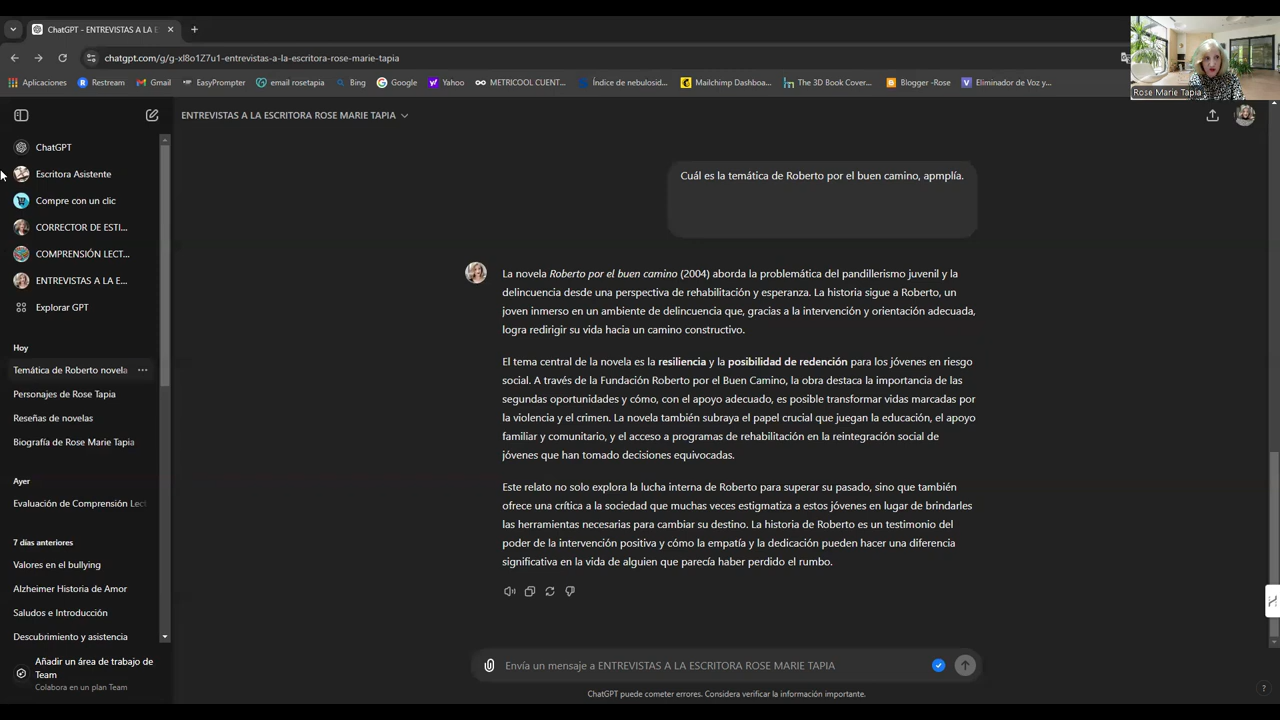 ChatGPT - ENTREVISTAS A LA E
chatgpt.com/g/g-xl8o1Z7u1-entrevistas-a-la-escritora-rose-marie-tapia
Aplicaciones
Restream
Gmail
EasyPrompter
email rosetapia
Bing
Google
Yahoo
METRICOOL CUENT...
Índice de nebulosid...
Mailchimp Dashboa...
The 3D Book Cover...
Blogger -Rose
Eliminador de Voz y...
Rose Marie Tapia
ENTREVISTAS A LA ESCRITORA ROSE MARIE TAPIA
ChatGPT
Escritora Asistente
Compre con un clic
CORRECTOR DE ESTI...
COMPRENSIÓN LECT...
ENTREVISTAS A LA E...
Explorar GPT
Hoy
Temática de Roberto novela
Personajes de Rose Tapia
Reseñas de novelas
Biografía de Rose Marie Tapia
Ayer
Evaluación de Comprensión Lect
7 días anteriores
Valores en el bullying
Alzheimer Historia de Amor
Saludos e Introducción
Descubrimiento y asistencia
Añadir un área de trabajo de
Team
Colabora en un plan Team
Cuál es la temática de Roberto por el buen camino, apmplía.
La novela Roberto por el buen camino (2004) aborda la problemática del pandillerismo juvenil y la
delincuencia desde una perspectiva de rehabilitación y esperanza. La historia sigue a Roberto, un
joven inmerso en un ambiente de delincuencia que, gracias a la intervención y orientación adecuada,
logra redirigir su vida hacia un camino constructivo.
El tema central de la novela es la resiliencia y la posibilidad de redención para los jóvenes en riesgo
social. A través de la Fundación Roberto por el Buen Camino, la obra destaca la importancia de las
segundas oportunidades y cómo, con el apoyo adecuado, es posible transformar vidas marcadas por
la violencia y el crimen. La novela también subraya el papel crucial que juegan la educación, el apoyo
familiar y comunitario, y el acceso a programas de rehabilitación en la reintegración social de
jóvenes que han tomado decisiones equivocadas.
Este relato no solo explora la lucha interna de Roberto para superar su pasado, sino que también
ofrece una crítica a la sociedad que muchas veces estigmatiza a estos jóvenes en lugar de brindarles
las herramientas necesarias para cambiar su destino. La historia de Roberto es un testimonio del
poder de la intervención positiva y cómo la empatía y la dedicación pueden hacer una diferencia
significativa en la vida de alguien que parecía haber perdido el rumbo.
Envía un mensaje a ENTREVISTAS A LA ESCRITORA ROSE MARIE TAPIA
ChatGPT puede cometer errores. Considera verificar la información importante.
?